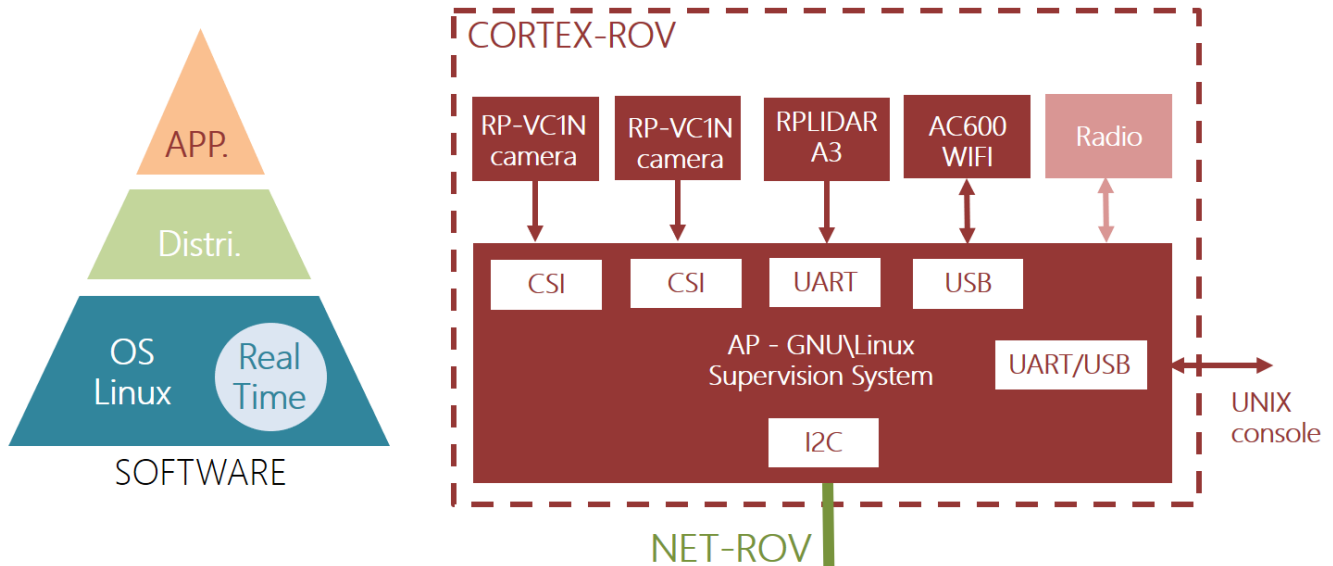 APP.
Distri.
OS
Linux
Real
Time
SOFTWARE
CORTEX-ROV
RP-VC1N
camera
RP-VC1N
camera
RPLIDAR
A3
AC600
WIFI
Radio
CSI
CSI
UART
USB
AP - GNU\Linux
Supervision System
UART/USB
I2C
UNIX
console
NET-ROV